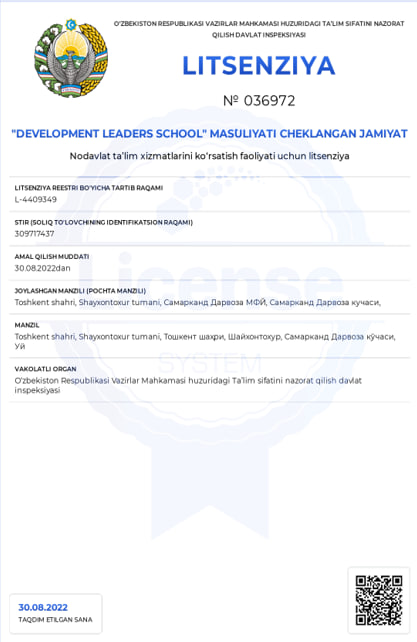 O'ZBEKISTON RESPUBLIKASI VAZIRLAR MAHKAMASI HUZURIDAGI TA'LIM SIFATINI NAZORAT
QILISH DAVLAT INSPEKSIYASI
LITSENZIYA
№ 036972
"DEVELOPMENT LEADERS SCHOOL" MASULIYATI CHEKLANGAN JAMIYAT
Nodavlat ta'lim xizmatlarini ko'rsatish faoliyati uchun litsenziya
LITSENZIYA REESTRI BO'YICHA TARTIB RAQAMI
L-4409349
STIR (SOLIQ TO'LOVCHINING IDENTIFIKATSION RAQAMI)
309717437
AMAL QILISH MUDDATI
30.08.2022dan
License
JOYLASHGAN MANZILI (POCHTA MANZILI)
Toshkent shahri, Shayxontoxur tumani, Самарканд Дарвоза МФЙ, Самарканд Дарвоза кучаси,
MANZIL
Toshkent shahri, Shayxontoxur tumani, Тошкент шахри, Шайхонтохур, Самарканд Дарвоза кўчаси,
Уй
SYSTEM
VAKOLATLI ORGAN
O'zbekiston Respublikasi Vazirlar Mahkamasi huzuridagi Ta'lim sifatini nazorat qilish davlat
inspeksiyasi
30.08.2022
TAQDIM ETILGAN SANA